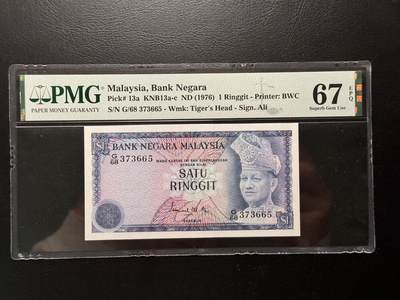 PMG
PAPER MONEY GUARANTY
Malaysia, Bank Negara
Pick# 13a KNB13a-c ND (1976) 1 Ringgit - Printer: BWC
S/N G/68 373665 - Wmk: Tiger's Head - Sign. Ali
67 EPQ
Superb Gem Unc
BANK NEGARA MALAYSIA
G/68 373665
SATU
RINGGIT
G/68 373665